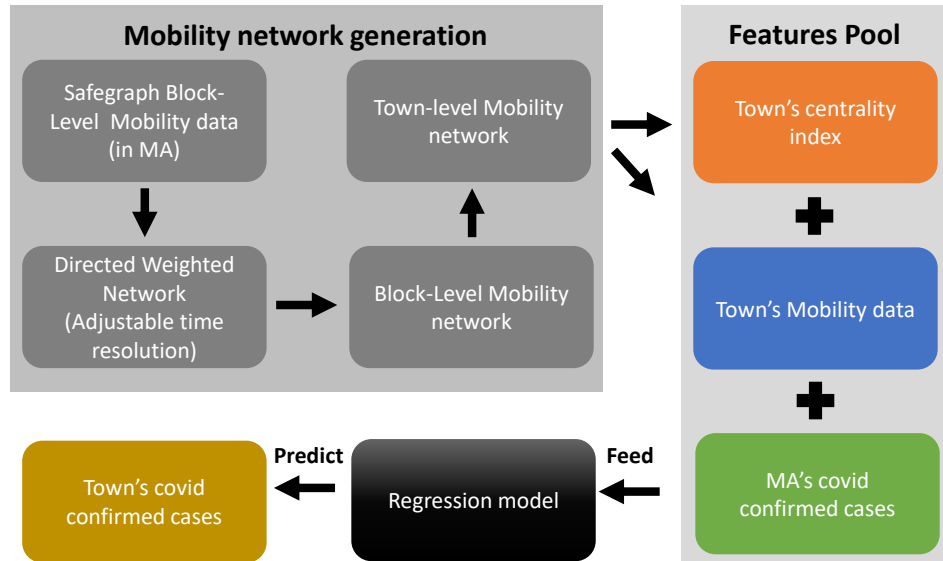 Mobility network generation
Safegraph Block-
Level Mobility data
(in MA)
Directed Weighted
Network
(Adjustable time
resolution)
Block-Level Mobility
network
Town-level Mobility
network
Features Pool
Town's centrality
index
Town's Mobility data
MA's covid
confirmed cases
Feed
Regression model
Predict
Town's covid
confirmed cases